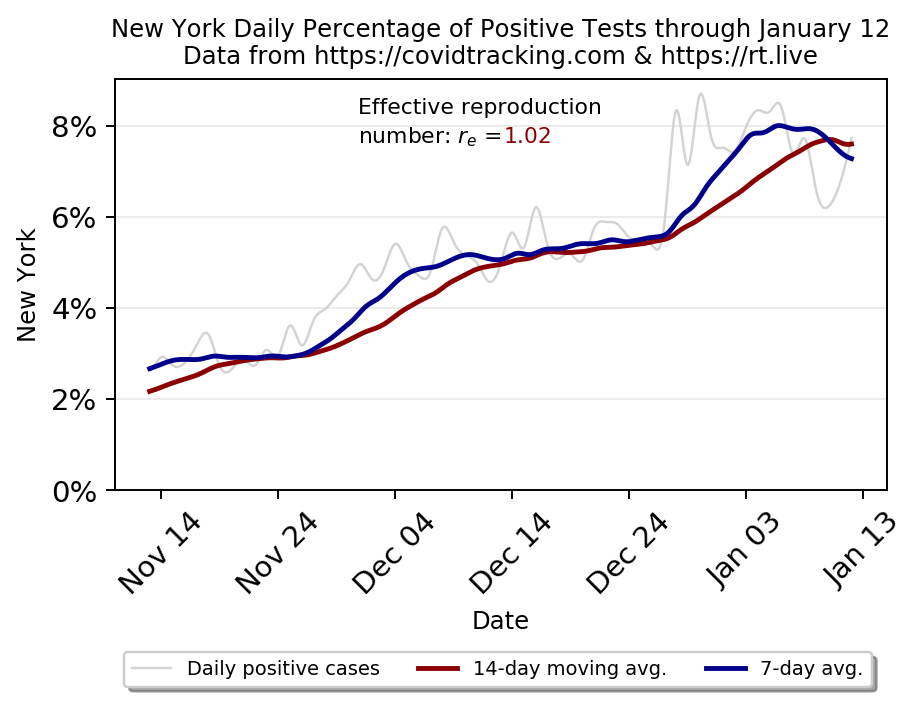 New York Daily Percentage of Positive Tests through January 12
Data from https://covidtracking.com & https://rt.live
Effective reproduction
number: rₑ =1.02
New York
8%
6%
4%
2%
0%
Nov 14
Nov 24
Dec 04
Dec 14
Dec 24
Jan 03
Jan 13
Date
Daily positive cases
14-day moving avg.
7-day avg.